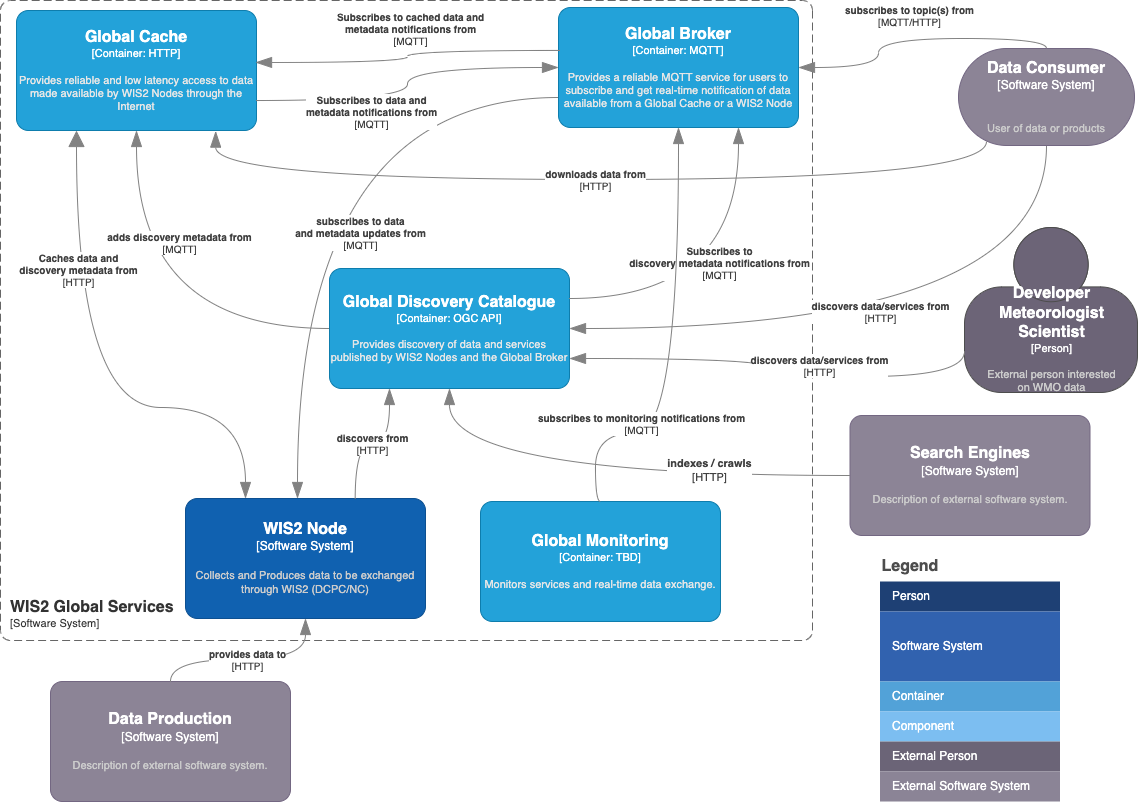 Global Cache
[Container: HTTP]
Provides reliable and low latency access to data
made available by WIS2 Nodes through the
Internet
Subscribes to cached data and
metadata notifications from
[MQTT]
Global Broker
[Container: MQTT]
Provides a reliable MQTT service for users to
subscribe and get real-time notification of data
available from a Global Cache or a WIS2 Node
subscribes to topic(s) from
[MQTT/HTTP]
Data Consumer
[Software System]
User of data or products
Subscribes to data and
metadata notifications from
[MQTT]
downloads data from
[HTTP]
adds discovery metadata from
[MQTT]
subscribes to data
and metadata updates from
[MQTT]
Caches data and
discovery metadata from
[HTTP]
Subscribes to
discovery metadata notifications from
[MQTT]
Global Discovery Catalogue
[Container: OGC API]
Provides discovery of data and services
published by WIS2 Nodes and the Global Broker
discovers data/services from
[HTTP]
Developer
Meteorologist
Scientist
[Person]
External person interested
on WMO data
discovers data/services from
[HTTP]
subscribes to monitoring notifications from
[MQTT]
discovers from
[HTTP]
indexes / crawls
[HTTP]
Search Engines
[Software System]
Description of external software system.
WIS2 Node
[Software System]
Collects and Produces data to be exchanged
through WIS2 (DCPC/NC)
Global Monitoring
[Container: TBD]
Monitors services and real-time data exchange.
WIS2 Global Services
[Software System]
provides data to
[HTTP]
Data Production
[Software System]
Description of external software system.
Legend
Person
Software System
Container
Component
External Person
External Software System